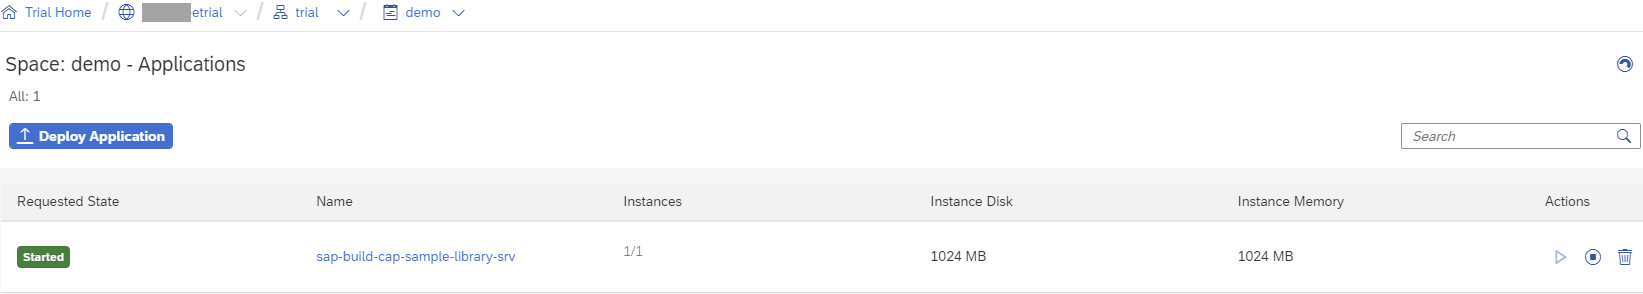 Trial Home / etrial / trial / demo
Space: demo - Applications
All: 1
Deploy Application
Search
Requested State Name Instances Instance Disk Instance Memory Actions
Started sap-build-cap-sample-library-srv 1/1 1024 MB 1024 MB